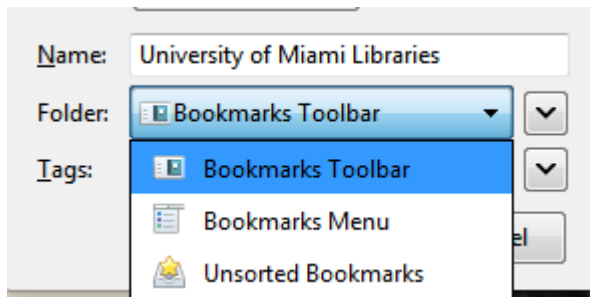 Name: University of Miami Libraries
Folder: Bookmarks Toolbar
Tags: Bookmarks Toolbar
Bookmarks Menu
Unsorted Bookmarks